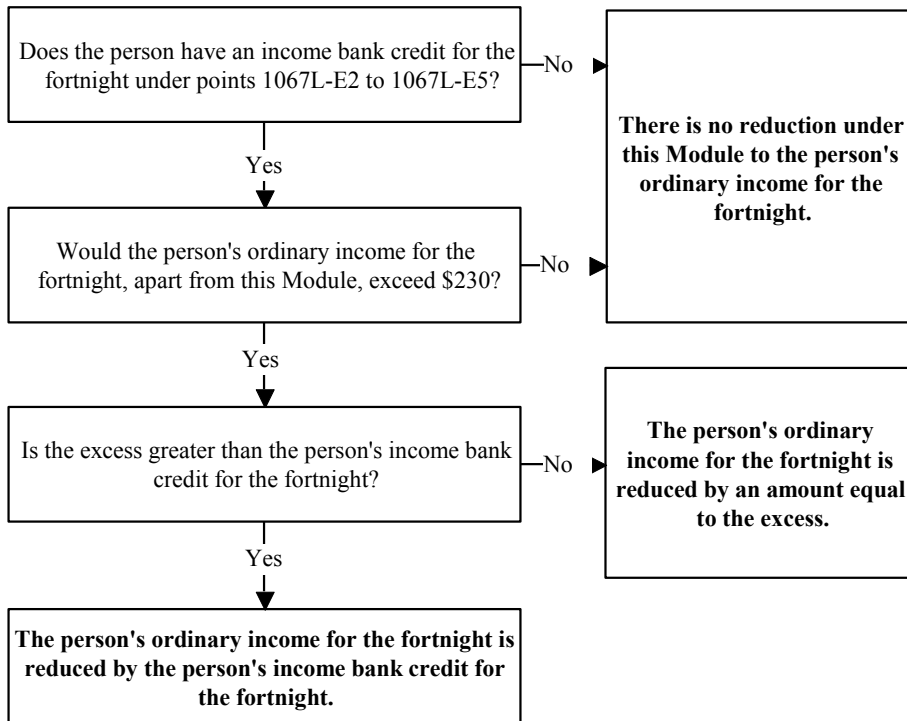 Does the person have an income bank credit for the
fortnight under points 1067L-E2 to 1067L-E5?
No
There is no reduction under
this Module to the person's
ordinary income for the
fortnight.
Yes
Would the person's ordinary income for the
fortnight, apart from this Module, exceed $230?
No
Yes
Is the excess greater than the person's income bank
credit for the fortnight?
No
The person's ordinary
income for the fortnight is
reduced by an amount equal
to the excess.
Yes
The person's ordinary income for the fortnight is
reduced by the person's income bank credit for
the fortnight.